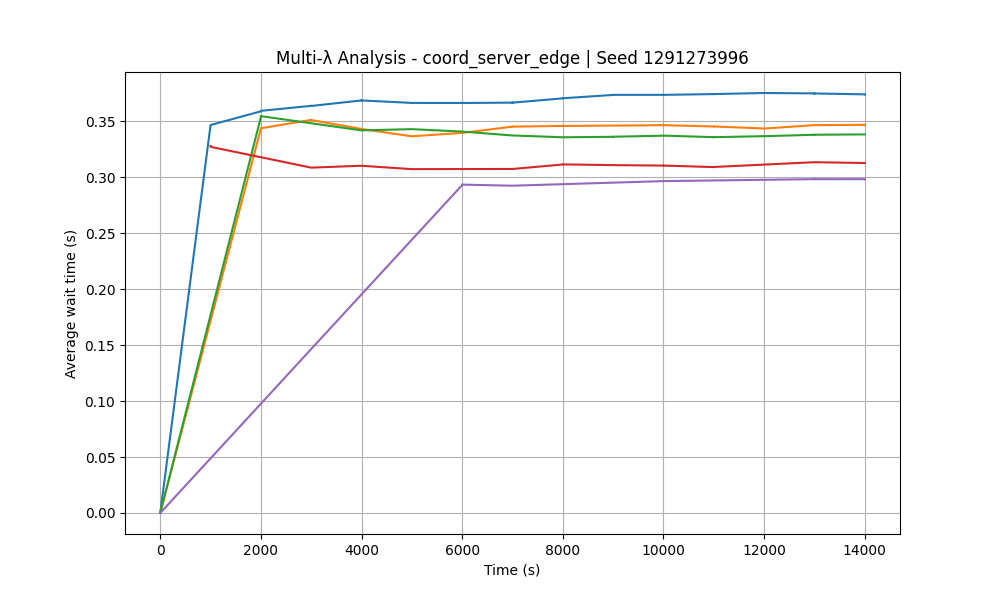 Multi-λ Analysis - coord_server_edge | Seed 1291273996
Average wait time (s)
0.35
0.30
0.25
0.20
0.15
0.10
0.05
0.00
0 2000 4000 6000 8000 10000 12000 14000
Time (s)